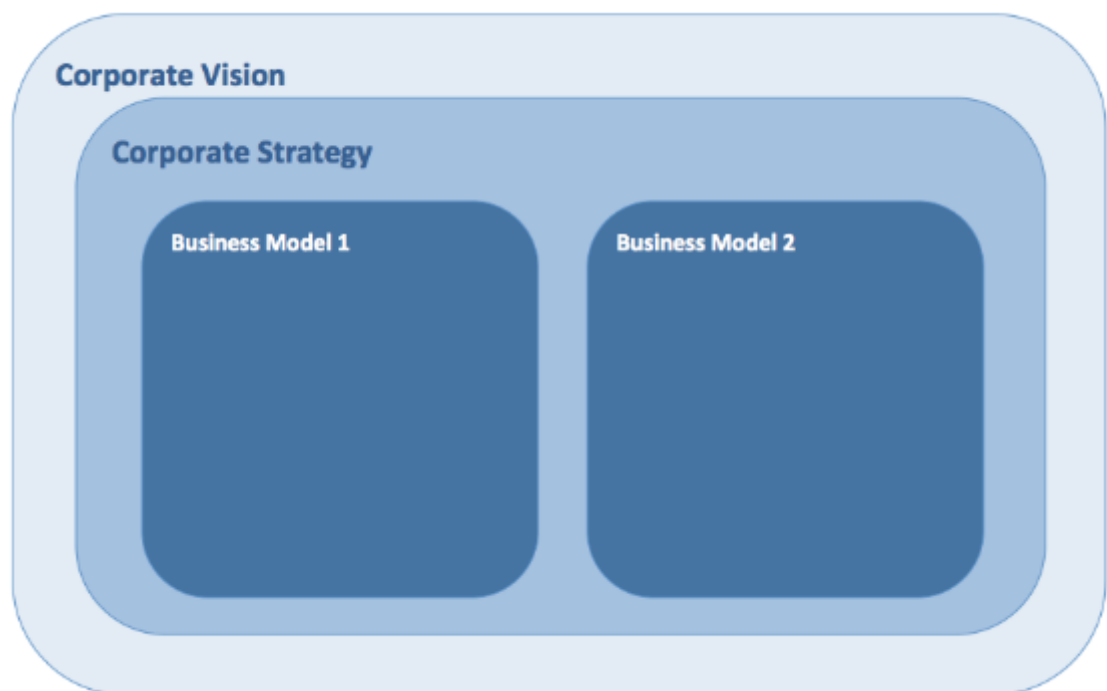 Corporate Vision
Corporate Strategy
Business Model 1
Business Model 2